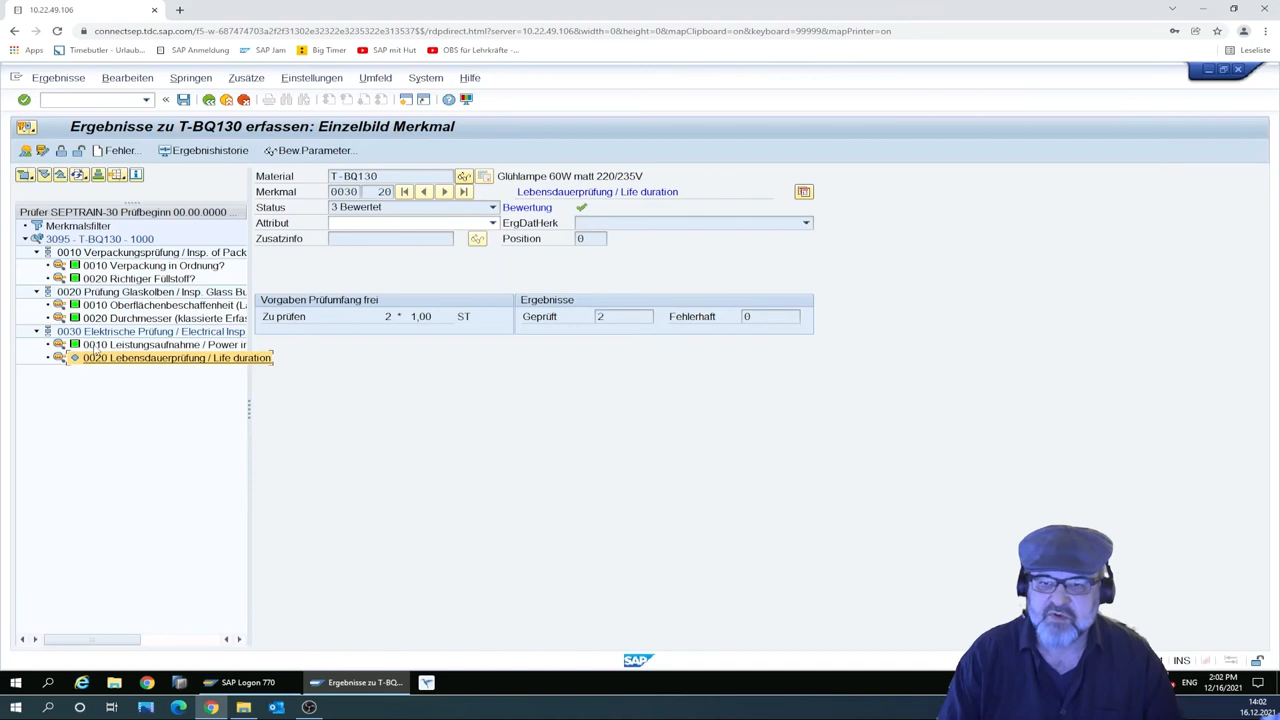 10.22.49.106
connectsep.tdc.sap.com/f5-w-687474703a2f2f31302e32322e3235322e313537$$/rdpdirect.html?server=10.22.49.106&width=0&height=0&mapClipboard=on&keyboard=99999&mapPrinter=on
Apps
Timebutler - Urlaub...
SAP Anmeldung
SAP Jam
Big Timer
SAP mit Hut
OBS für Lehrkräfte -...
Leseliste
Ergebnisse Bearbeiten Springen Zusätze Einstellungen Umfeld System Hilfe
Ergebnisse zu T-BQ130 erfassen: Einzelbild Merkmal
Fehler... Ergebnishistorie Bew.Parameter...
Material T-BQ130 Glühlampe 60W matt 220/235V
Merkmal 0030 20 Lebensdauerprüfung / Life duration
Status 3 Bewertet Bewertung
Attribut ErgDatHerk
Zusatzinfo Position 0
Vorgaben Prüfumfang frei Ergebnisse
Zu prüfen 2 * 1,00 ST Geprüft 2 Fehlerhaft 0
Prüfer SEPTRAIN-30 Prüfbeginn 00.00.0000 ...
Merkmalsfilter
3095 - T-BQ130 - 1000
0010 Verpackungsprüfung / Insp. of Pack
0010 Verpackung in Ordnung?
0020 Richtiger Füllstoff?
0020 Prüfung Glaskolben / Insp. Glass Bu
0010 Oberflächenbeschaffenheit (La
0020 Durchmesser (klassierte Erfas
0030 Elektrische Prüfung / Electrical Insp.
0010 Leistungsaufnahme / Power in
0020 Lebensdauerprüfung / Life duration
SAP
INS
SAP Logon 770
Ergebnisse zu T-BQ...
ENG
2:02 PM
12/16/2021
14:02
16.12.2021